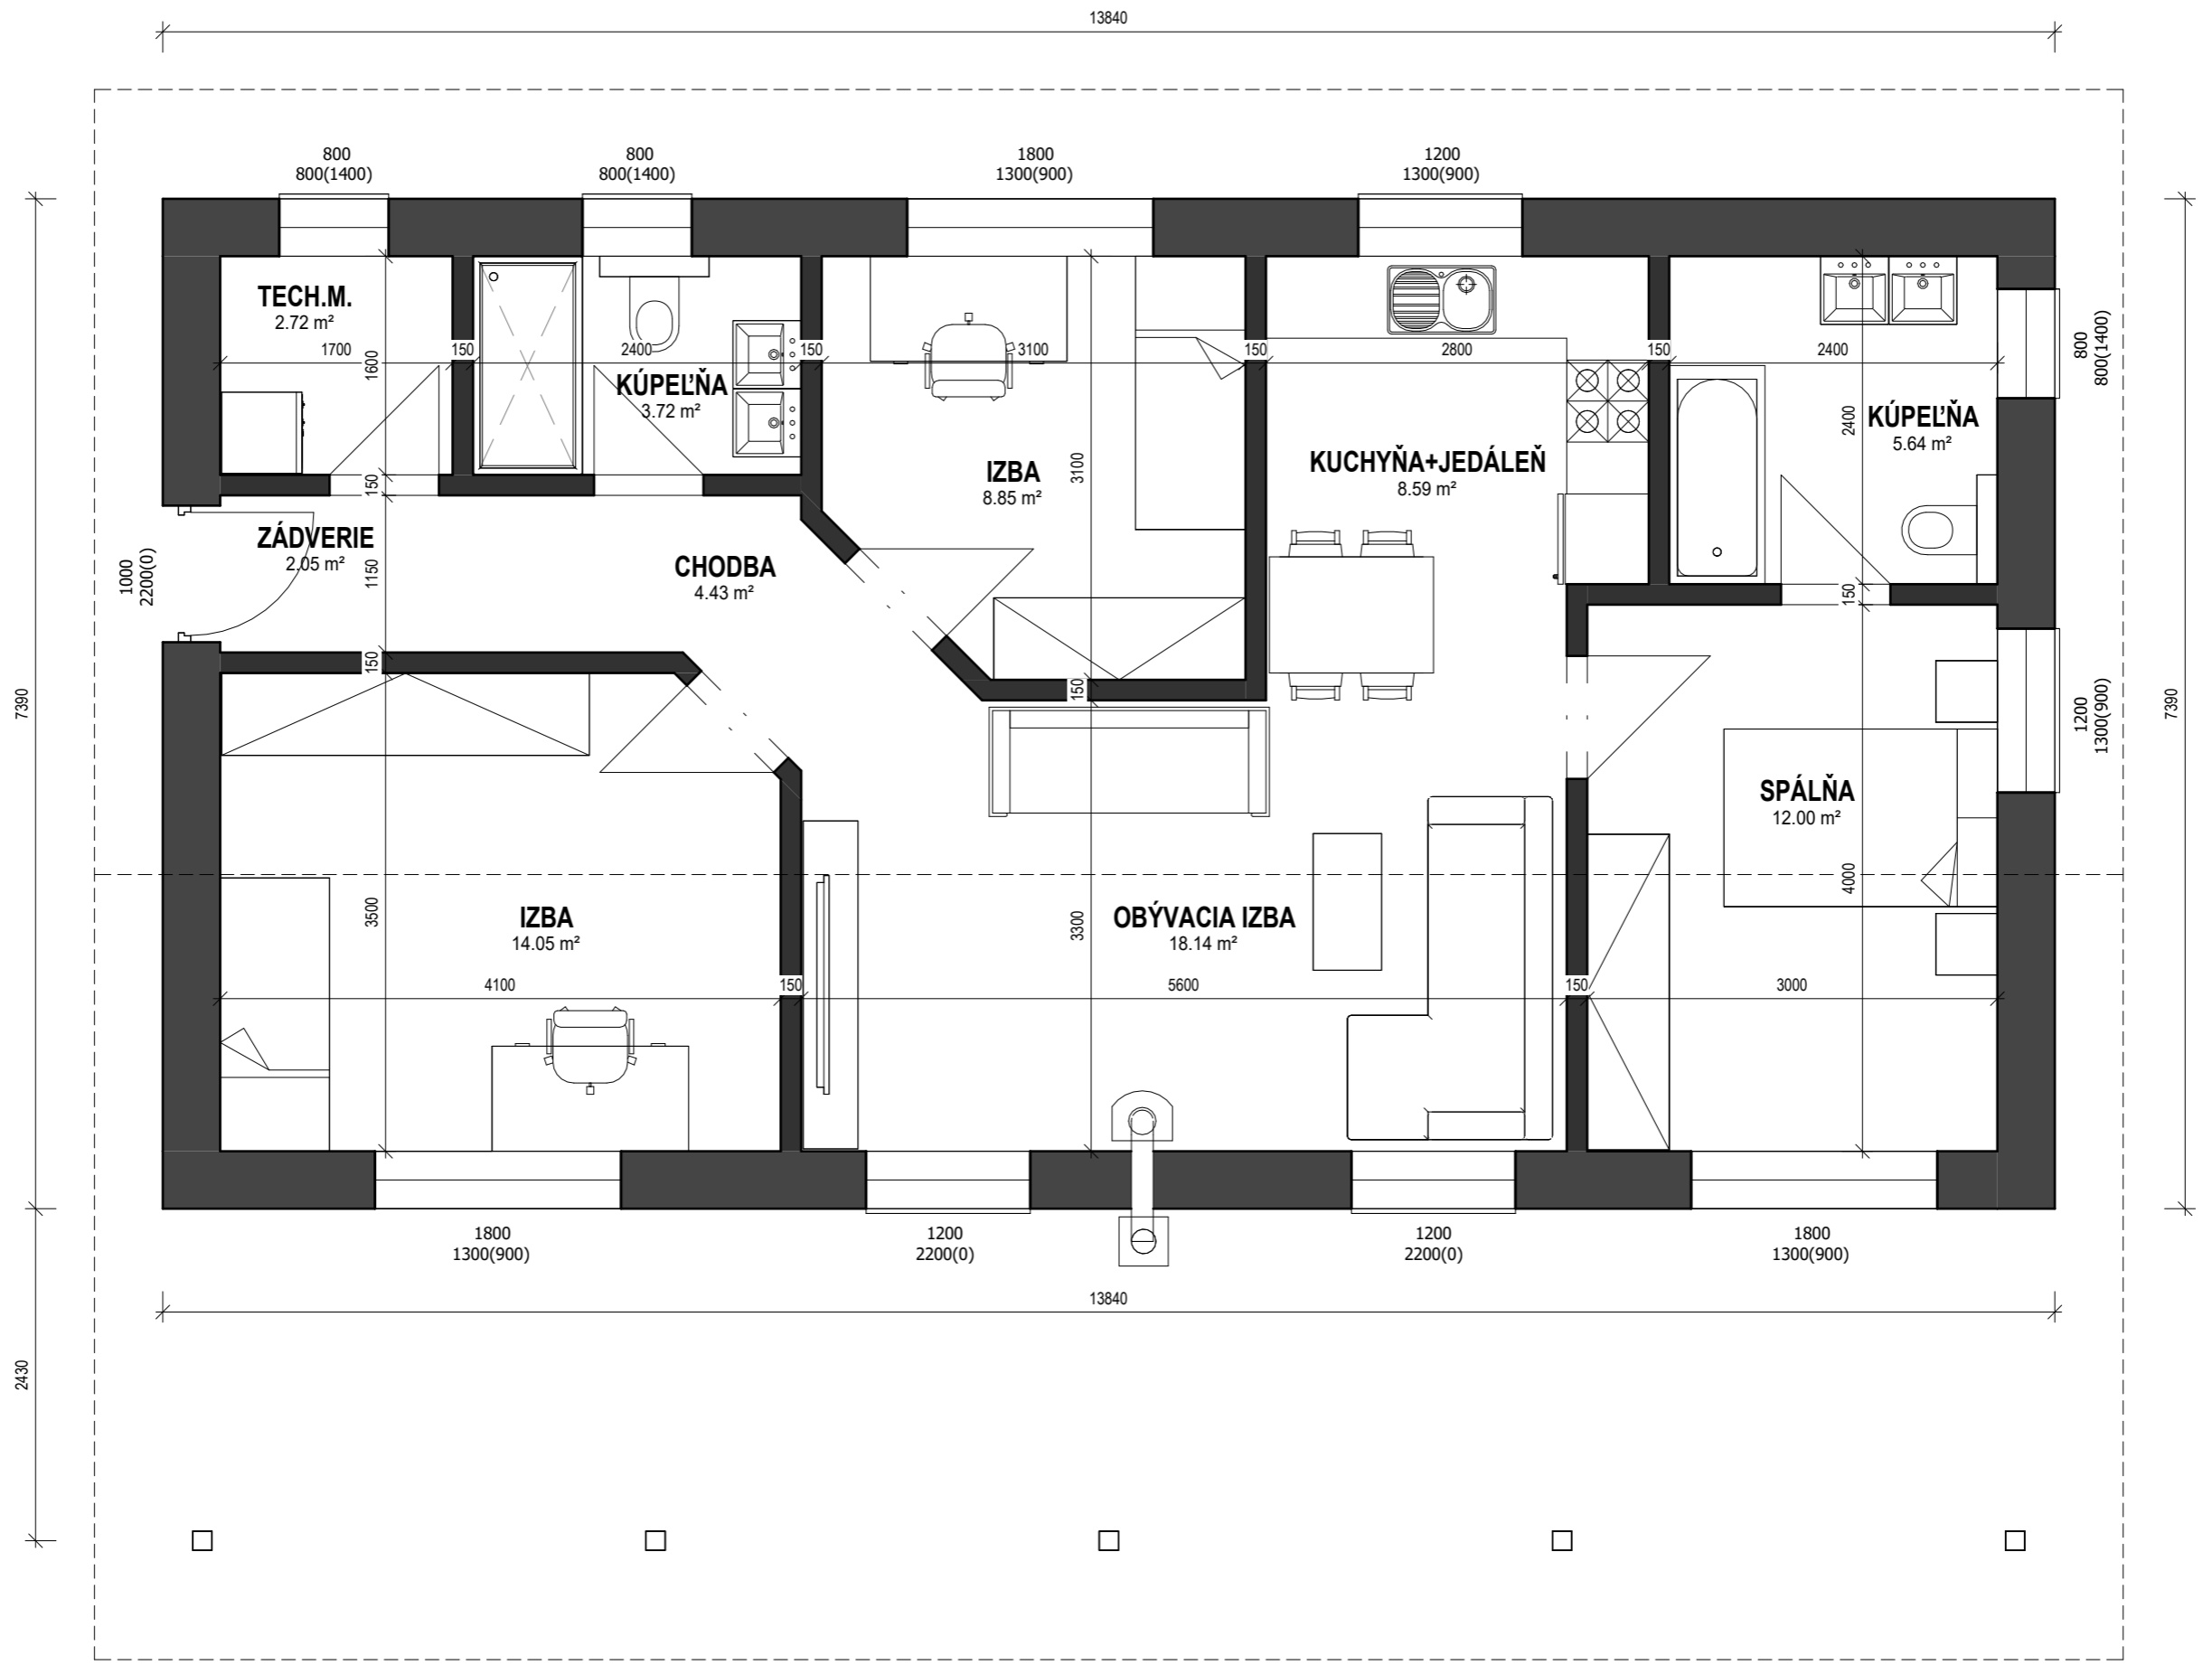 13840
800
800(1400)
800
800(1400)
1800
1300(900)
1200
1300(900)
TECH.M.
2.72 m²
1700
1600
150
2400
KÚPEĽŇA
3.72 m²
150
3100
150
2800
150
2400
800
800(1400)
2400
KÚPEĽŇA
5.64 m²
KUCHYŇA+JEDÁLEŇ
8.59 m²
IZBA
8.85 m²
3100
150
ZÁDVERIE
2.05 m²
1000
2200(0)
1150
CHODBA
4.43 m²
150
150
150
7390
1200
1300(900)
7390
SPÁLŇA
12.00 m²
4000
3500
IZBA
14.05 m²
3300
OBÝVACIA IZBA
18.14 m²
4100
150
5600
150
3000
1800
1300(900)
1200
2200(0)
1200
2200(0)
1800
1300(900)
13840
2430